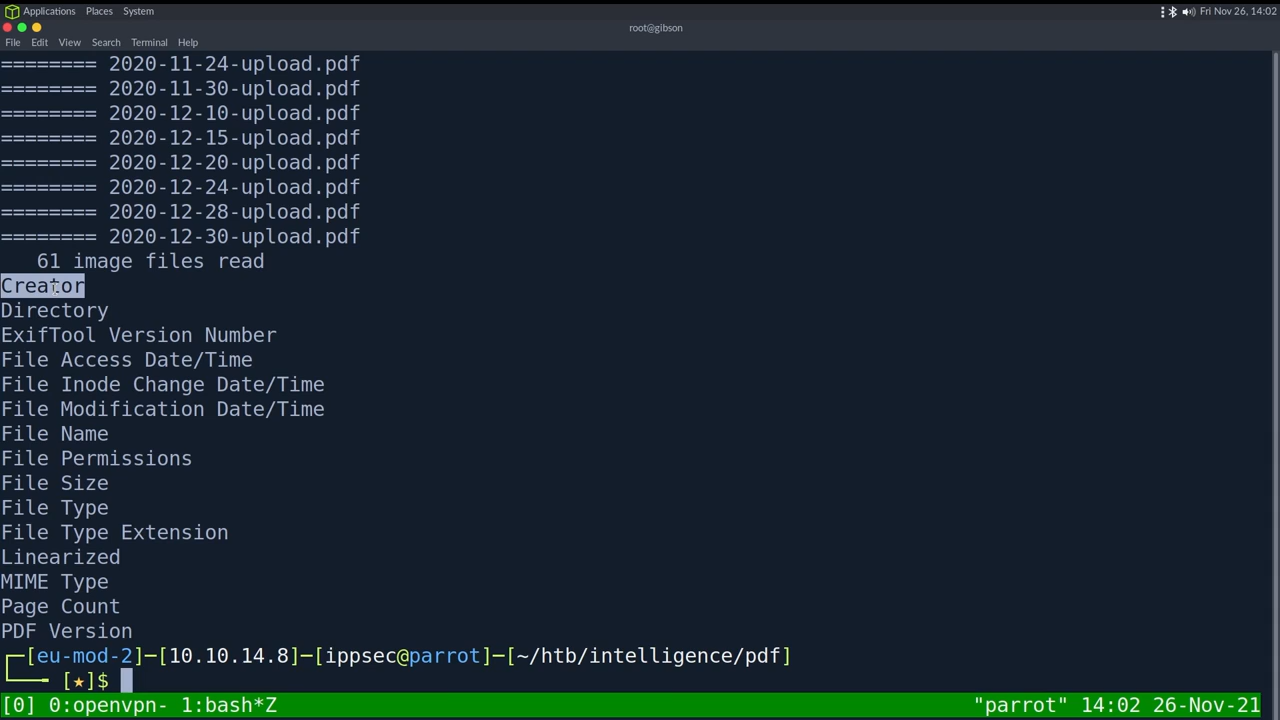 Applications Places System Fri Nov 26, 14:02
root@gibson
File Edit View Search Terminal Help
======== 2020-11-24-upload.pdf
======== 2020-11-30-upload.pdf
======== 2020-12-10-upload.pdf
======== 2020-12-15-upload.pdf
======== 2020-12-20-upload.pdf
======== 2020-12-24-upload.pdf
======== 2020-12-28-upload.pdf
======== 2020-12-30-upload.pdf
   61 image files read
Creator
Directory
ExifTool Version Number
File Access Date/Time
File Inode Change Date/Time
File Modification Date/Time
File Name
File Permissions
File Size
File Type
File Type Extension
Linearized
MIME Type
Page Count
PDF Version
┌─[eu-mod-2]─[10.10.14.8]─[ippsec@parrot]─[~/htb/intelligence/pdf]
└──╼ [★]$
[0] 0:openvpn- 1:bash*Z "parrot" 14:02 26-Nov-21